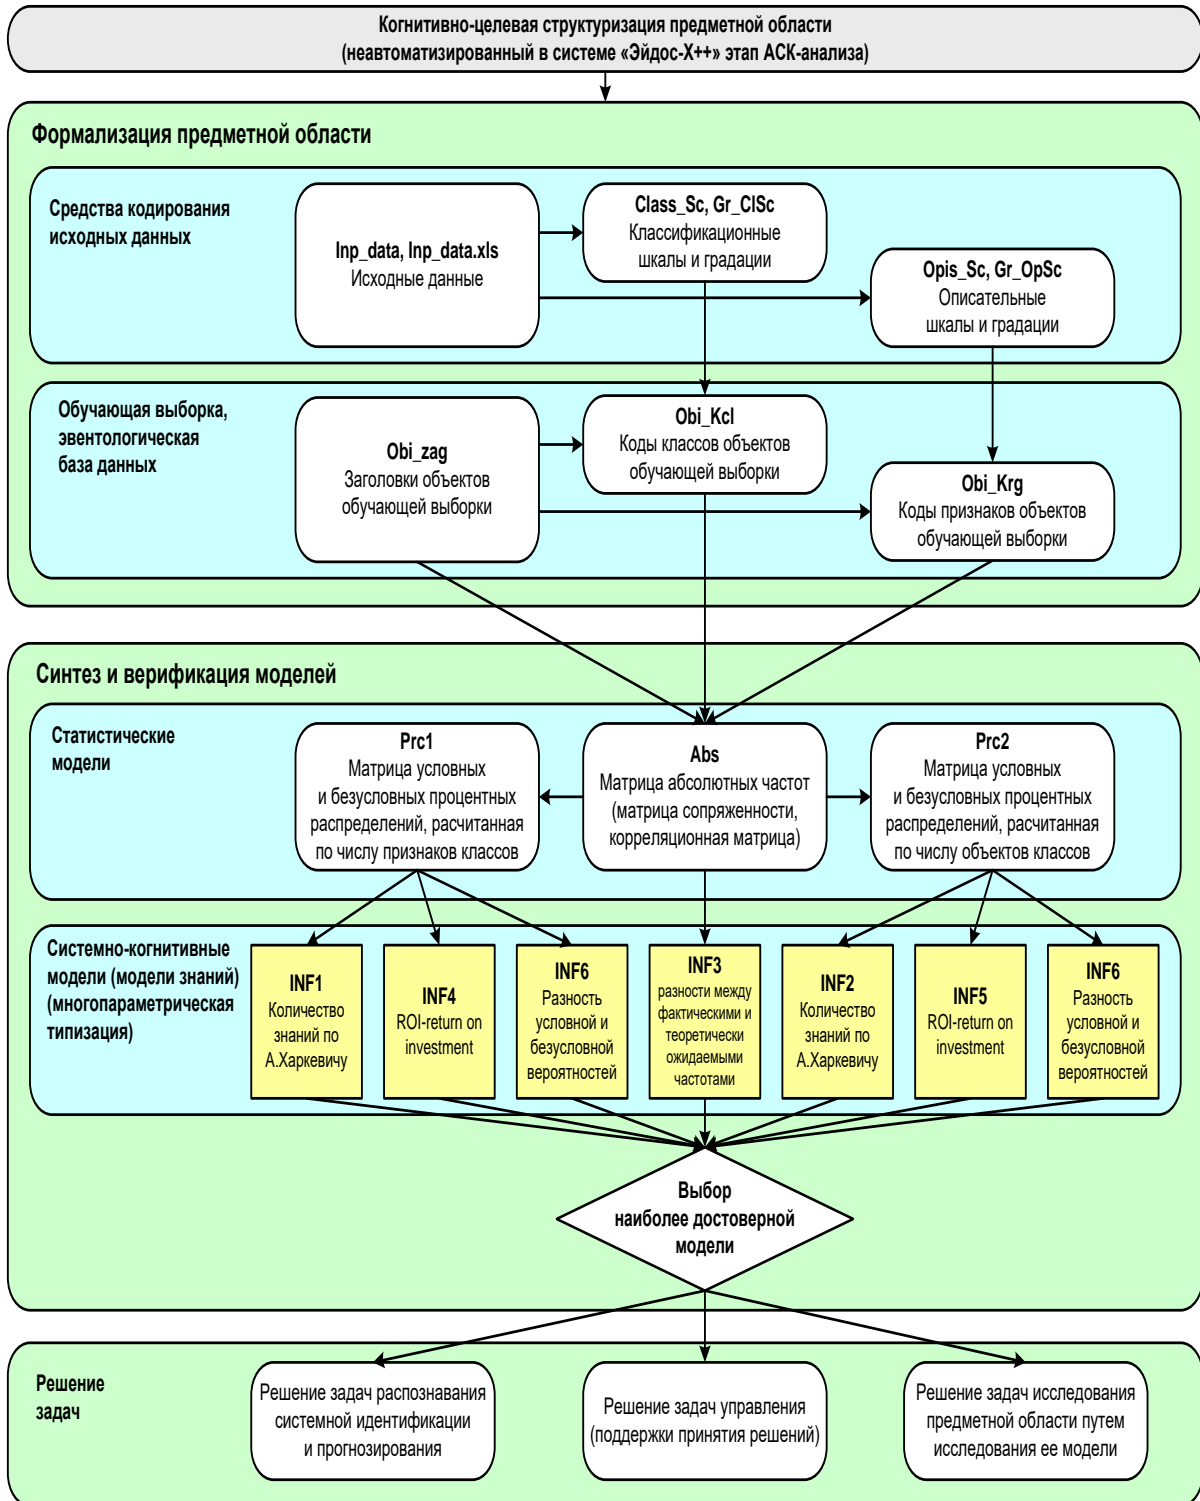 Когнитивно-целевая структуризация предметной области
(неавтоматизированный в системе «Эйдос-Х++» этап АСК-анализа)
Формализация предметной области
Средства кодирования
исходных данных
Inp_data, Inp_data.xls
Исходные данные
Class_Sc, Gr_ClSc
Классификационные
шкалы и градации
Opis_Sc, Gr_OpSc
Описательные
шкалы и градации
Обучающая выборка,
эвентологическая
база данных
Obi_zag
Заголовки объектов
обучающей выборки
Obi_Kcl
Коды классов объектов
обучающей выборки
Obi_Krg
Коды признаков объектов
обучающей выборки
Синтез и верификация моделей
Статистические
модели
Prc1
Матрица условных
и безусловных процентных
распределений, расчитанная
по числу признаков классов
Abs
Матрица абсолютных частот
(матрица сопряженности,
корреляционная матрица)
Prc2
Матрица условных
и безусловных процентных
распределений, расчитанная
по числу объектов классов
Системно-когнитивные
модели (модели знаний)
(многопараметрическая
типизация)
INF1
Количество
знаний по
А.Харкевичу
INF4
ROI-return on
investment
INF6
Разность
условной и
безусловной
вероятностей
INF3
разности между
фактическими и
теоретически
ожидаемыми
частотами
INF2
Количество
знаний по
А.Харкевичу
INF5
ROI-return on
investment
INF6
Разность
условной и
безусловной
вероятностей
Выбор
наиболее достоверной
модели
Решение
задач
Решение задач распознавания
системной идентификации
и прогнозирования
Решение задач управления
(поддержки принятия решений)
Решение задач исследования
предметной области путем
исследования ее модели